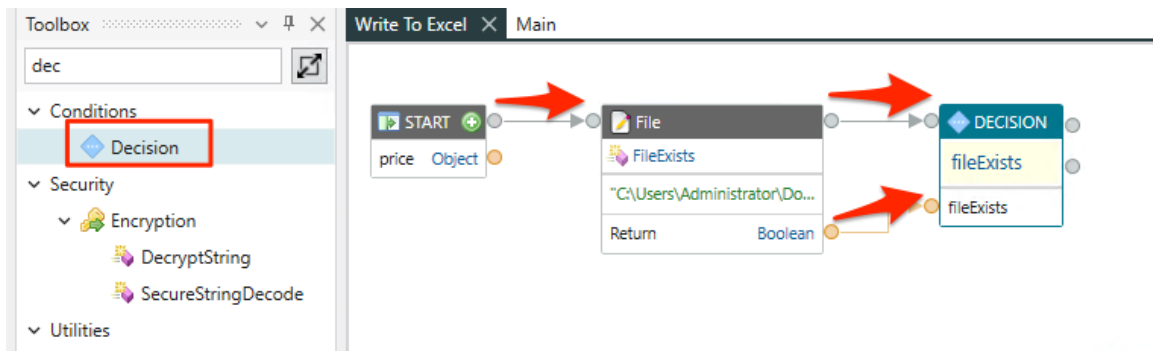 Toolbox
dec
Conditions
Decision
Security
Encryption
DecryptString
SecureStringDecode
Utilities
Write To Excel
Main
START
price Object
File
FileExists
"C:\Users\Administrator\Do...
Return Boolean
DECISION
fileExists
fileExists